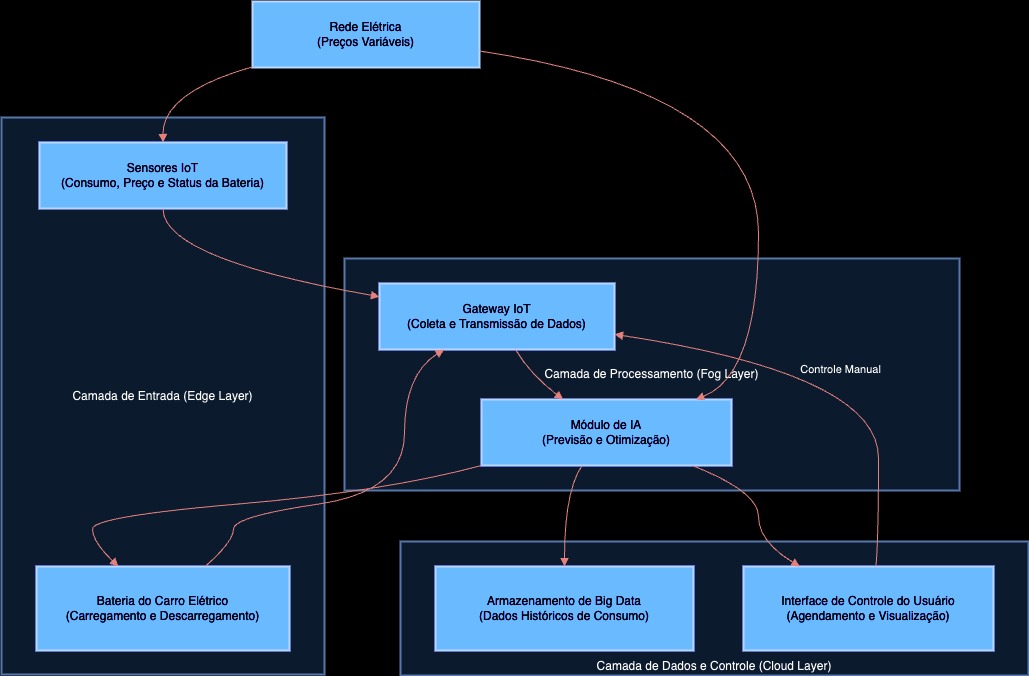 Rede Elétrica
(Preços Variáveis)
Sensores IoT
(Consumo, Preço e Status da Bateria)
Gateway IoT
(Coleta e Transmissão de Dados)
Camada de Processamento (Fog Layer)
Controle Manual
Camada de Entrada (Edge Layer)
Módulo de IA
(Previsão e Otimização)
Bateria do Carro Elétrico
(Carregamento e Descarregamento)
Armazenamento de Big Data
(Dados Históricos de Consumo)
Interface de Controle do Usuário
(Agendamento e Visualização)
Camada de Dados e Controle (Cloud Layer)